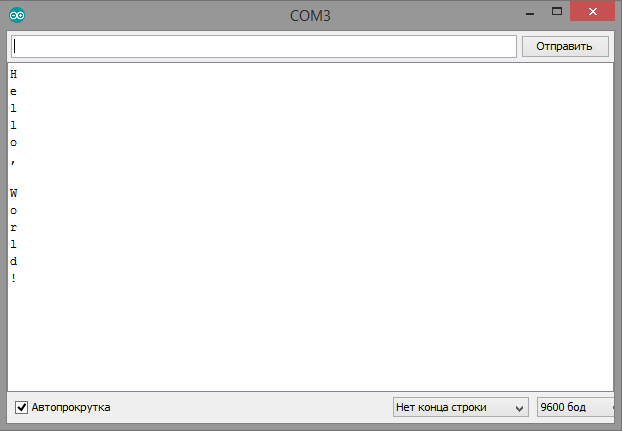 COM3
Отправить
H
e
l
l
o
,
W
o
r
l
d
!
Автопрокрутка
Нет конца строки
9600 бод